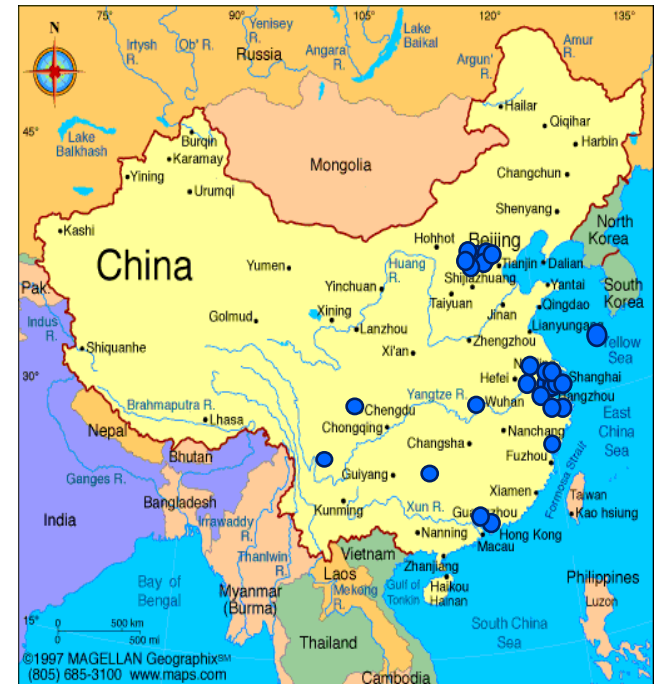 75°
90°
105°
120°
135°
N
Irtysh
R.
Ob' R.
Yenisey
R.
Russia
Angara
R.
Lake
Baikal
Argun'
R.
Amur
R.
45°
Lake
Balkhash
Burqin
Karamay
Yining
Urumqi
Mongolia
Hailar
Qiqihar
Harbin
Changchun
Shenyang
Kashi
China
Yumen
Hohhot
Beijing
Huang
R.
Tianjin
Dalian
North
Korea
Pak.
Indus
R.
Golmud
Yinchuan
Xining
Lanzhou
Shijiazhuang
Taiyuan
Jinan
Yantai
Qingdao
South
Korea
Shiquanhe
Xi'an
Zhengzhou
Lianyungang
Yellow
Sea
30°
Hefei
Shanghai
Brahmaputra R.
Lhasa
Yangtze R.
Chengdu
Wuhan
East
China
Sea
Nepal
Bhutan
Chongqing
Changsha
Nanchang
Fuzhou
Ganges R.
Guiyang
Bangladesh
Kunming
Xun R.
Xiamen
Formosa Strait
Taiwan
Kao hsiung
India
Irrawaddy
R.
Thanlwin
R.
Nanning
Hong Kong
Macau
Vietnam
Zhanjiang
Laos
Mekong
R.
Gulf of
Tonkin
Haikou
Hainan
Bay of
Bengal
Myanmar
(Burma)
Philippines
Luzon
South China
Sea
15°
0
500 km
0
500 mi
Thailand
Cambodia
©1997 MAGELLAN Geographix℠
(805) 685-3100 www.maps.com